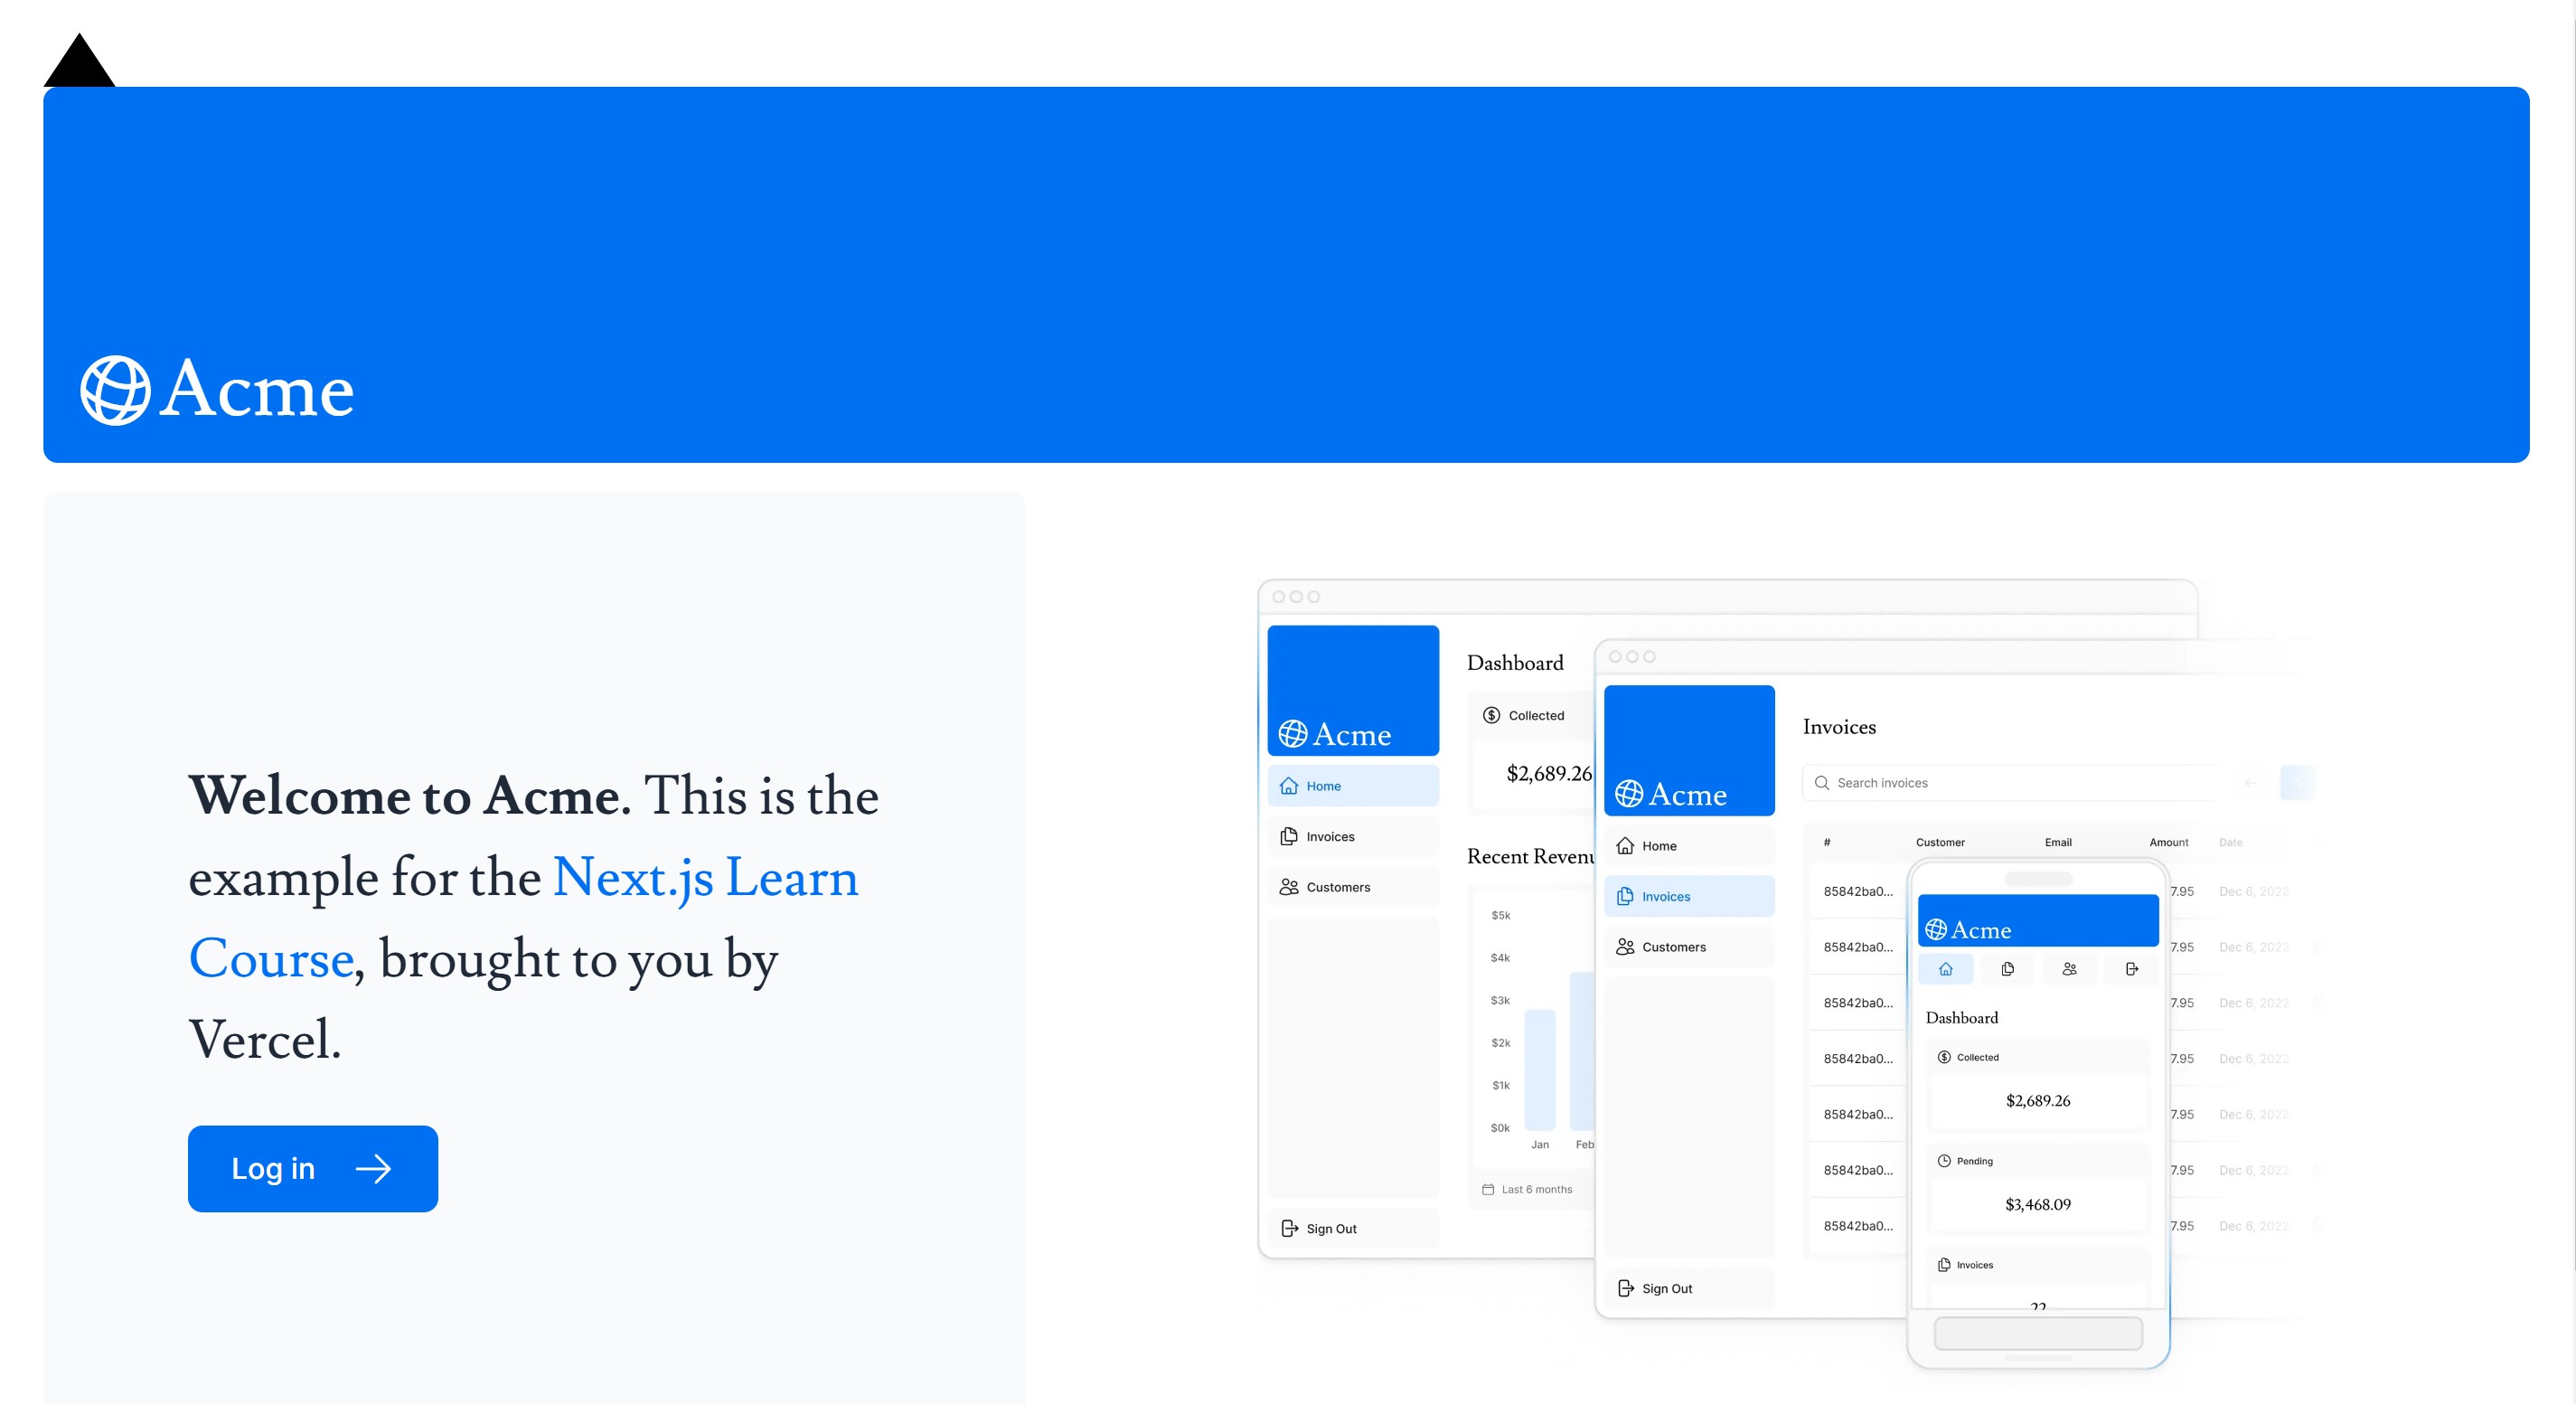 Acme
Welcome to Acme. This is the
example for the Next.js Learn
Course, brought to you by
Vercel.
Log in
Acme
Home
Invoices
Customers
Sign Out
Dashboard
Collected
$2,689.26
Recent
$5k
$4k
$3k
$2k
$1k
$0k
Jan
Feb
Last 6 months
Acme
Home
Invoices
Customers
Sign Out
Invoices
Search invoices
# Customer Email Amount Date
85842ba0... 7.95 Dec 6, 2022
85842ba0... 7.95 Dec 6, 2022
85842ba0... 7.95 Dec 6, 2022
85842ba0... 7.95 Dec 6, 2022
85842ba0... 7.95 Dec 6, 2022
85842ba0... 7.95 Dec 6, 2022
85842ba0... 7.95 Dec 6, 2022
Acme
Dashboard
Collected
$2,689.26
Pending
$3,468.09
Invoices
22